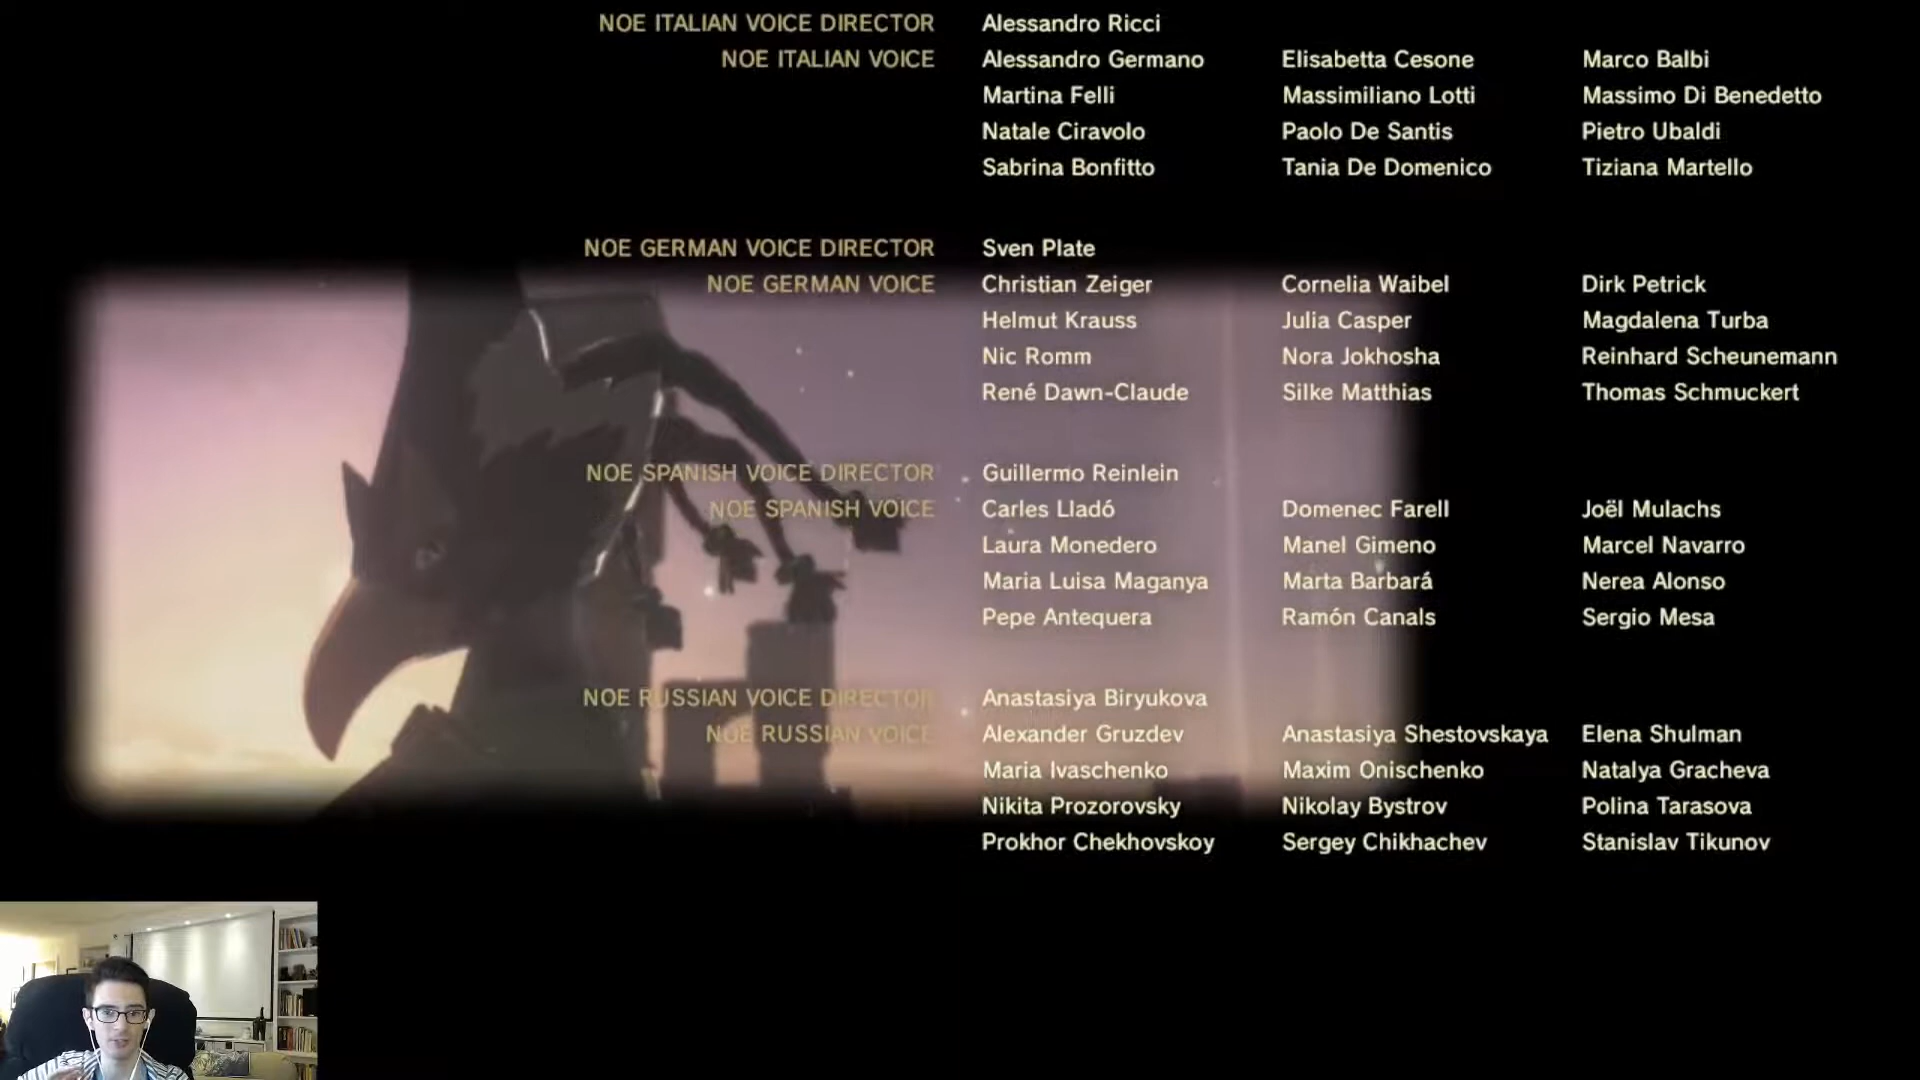 NOE ITALIAN VOICE DIRECTOR Alessandro Ricci
NOE ITALIAN VOICE Alessandro Germano Elisabetta Cesone Marco Balbi
Martina Felli Massimiliano Lotti Massimo Di Benedetto
Natale Ciravolo Paolo De Santis Pietro Ubaldi
Sabrina Bonfitto Tania De Domenico Tiziana Martello
NOE GERMAN VOICE DIRECTOR Sven Plate
NOE GERMAN VOICE Christian Zeiger Cornelia Waibel Dirk Petrick
Helmut Krauss Julia Casper Magdalena Turba
Nic Romm Nora Jokhosha Reinhard Scheunemann
René Dawn-Claude Silke Matthias Thomas Schmuckert
NOE SPANISH VOICE DIRECTOR Guillermo Reinlein
NOE SPANISH VOICE Carles Lladó Domenec Farell Joël Mulachs
Laura Monedero Manel Gimeno Marcel Navarro
Maria Luisa Maganya Marta Barbará Nerea Alonso
Pepe Antequera Ramón Canals Sergio Mesa
NOE RUSSIAN VOICE DIRECTOR Anastasiya Biryukova
NOE RUSSIAN VOICE Alexander Gruzdev Anastasiya Shestovskaya Elena Shulman
Maria Ivaschenko Maxim Onischenko Natalya Gracheva
Nikita Prozorovsky Nikolay Bystrov Polina Tarasova
Prokhor Chekhovskoy Sergey Chikhachev Stanislav Tikunov